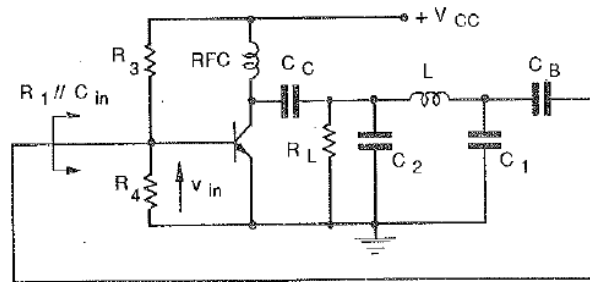 + V CC
R 3
RFC
C C
L
C B
R 1 // C in
R L
C 2
C 1
R 4
v in